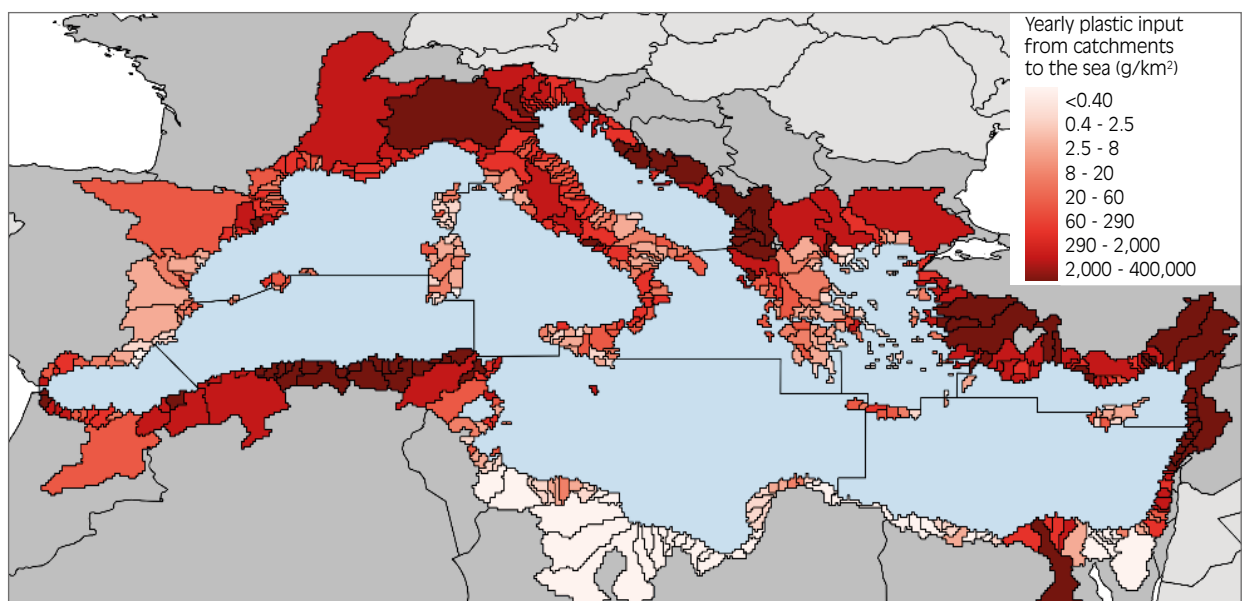 Yearly plastic input
from catchments
to the sea (g/km²)
<0.40
0.4 - 2.5
2.5 - 8
8 - 20
20 - 60
60 - 290
290 - 2,000
2,000 - 400,000